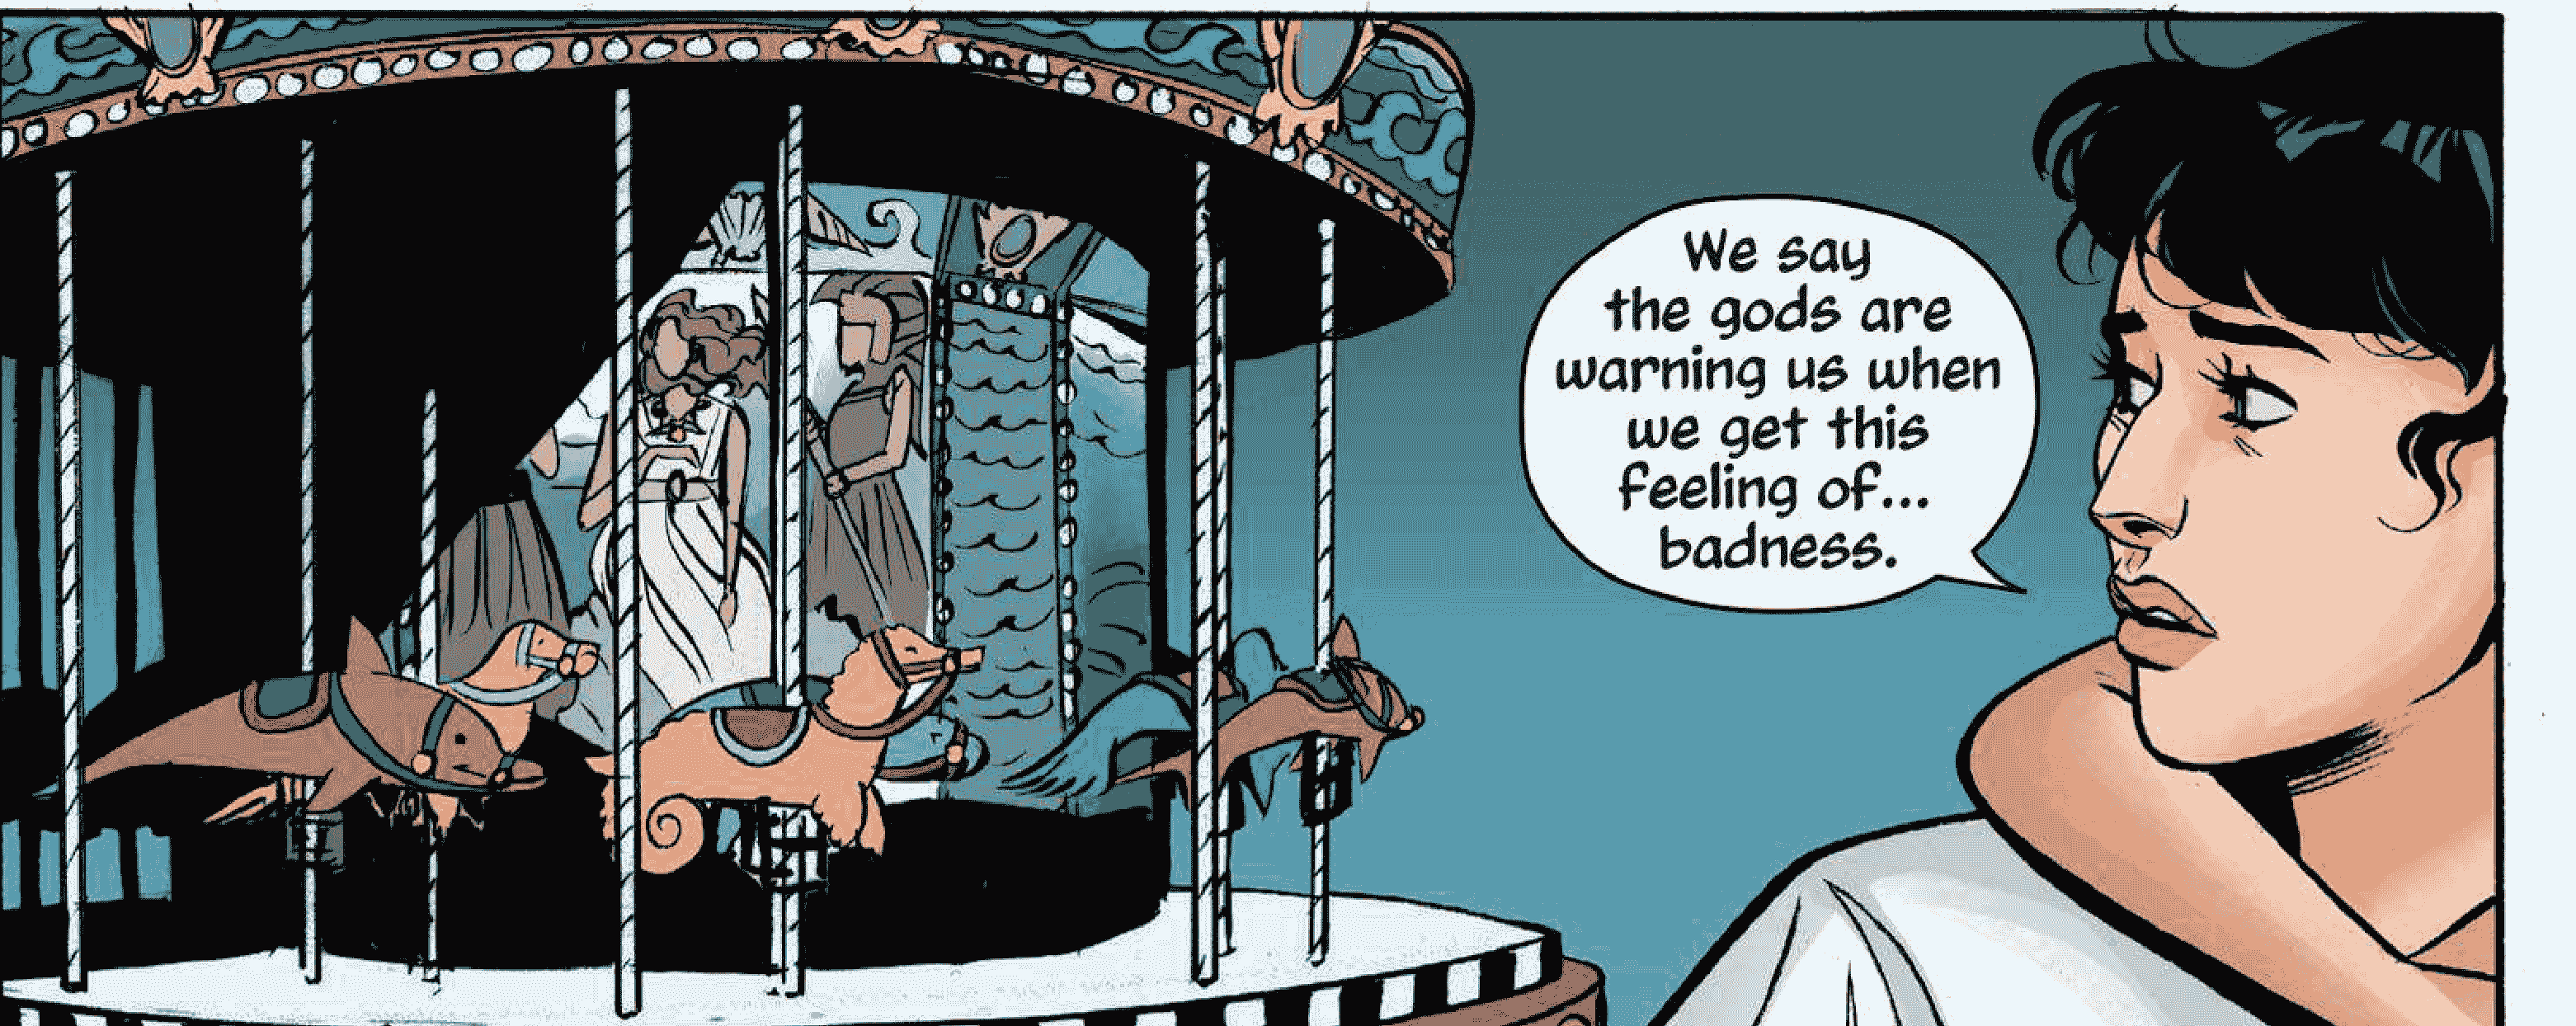 We say
the gods are
warning us when
we get this
feeling of...
badness.